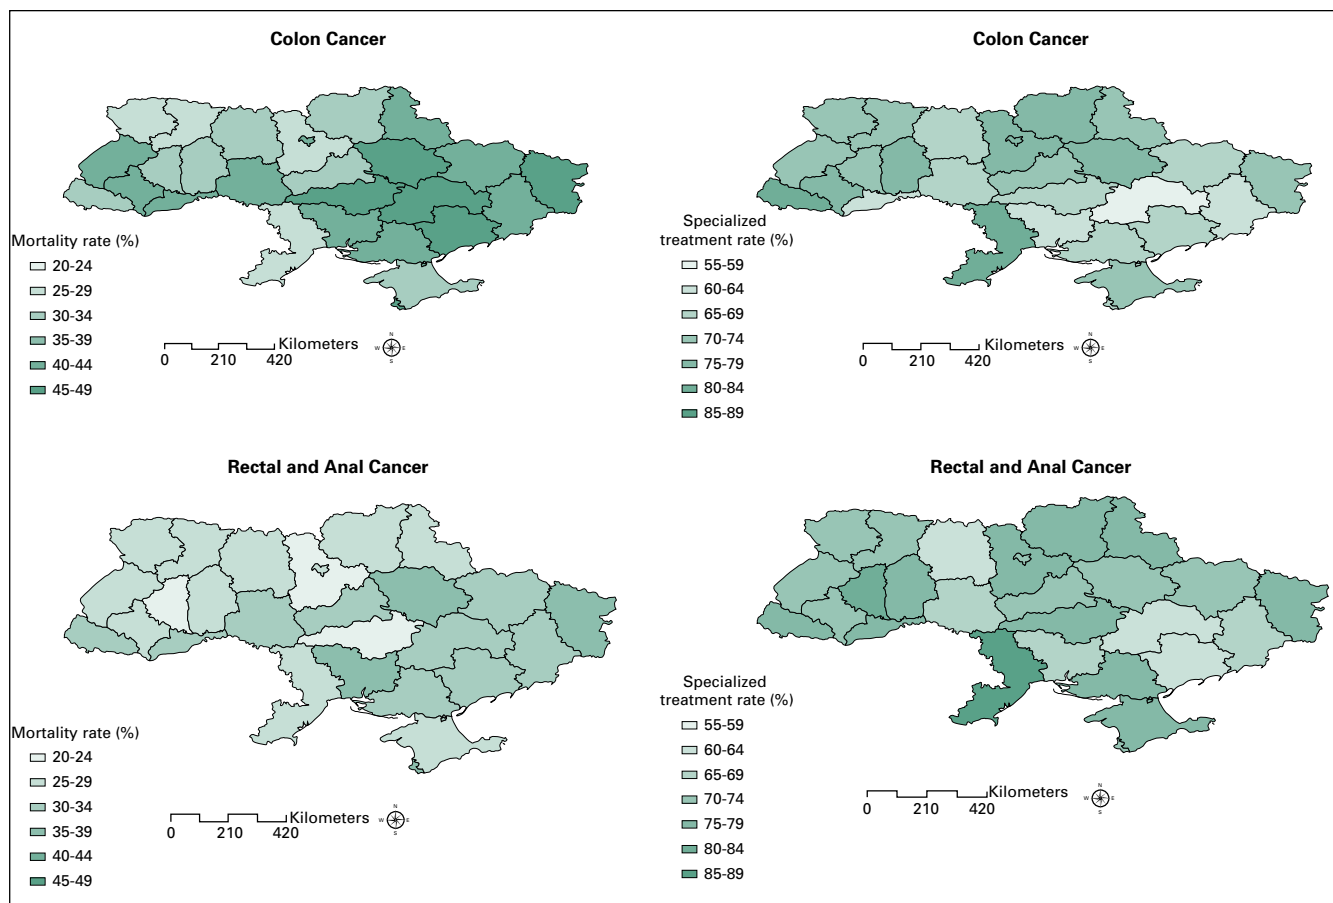 Colon Cancer
Mortality rate (%)
20-24
25-29
30-34
35-39
40-44
45-49
Kilometers
0 210 420
N
W E
S
Colon Cancer
Specialized
treatment rate (%)
55-59
60-64
65-69
70-74
75-79
80-84
85-89
Kilometers
0 210 420
N
W E
S
Rectal and Anal Cancer
Mortality rate (%)
20-24
25-29
30-34
35-39
40-44
45-49
Kilometers
0 210 420
N
W E
S
Rectal and Anal Cancer
Specialized
treatment rate (%)
55-59
60-64
65-69
70-74
75-79
80-84
85-89
Kilometers
0 210 420
N
W E
S